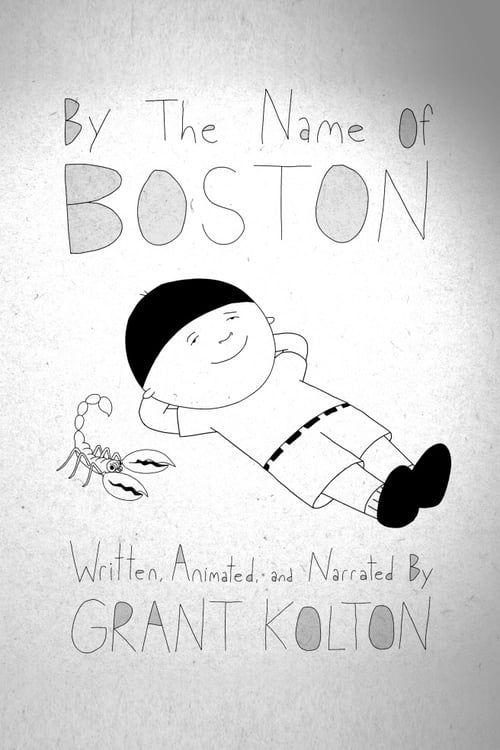 By The Name Of
BOSTON
Written, Animated, and Narrated By
GRANT KOLTON